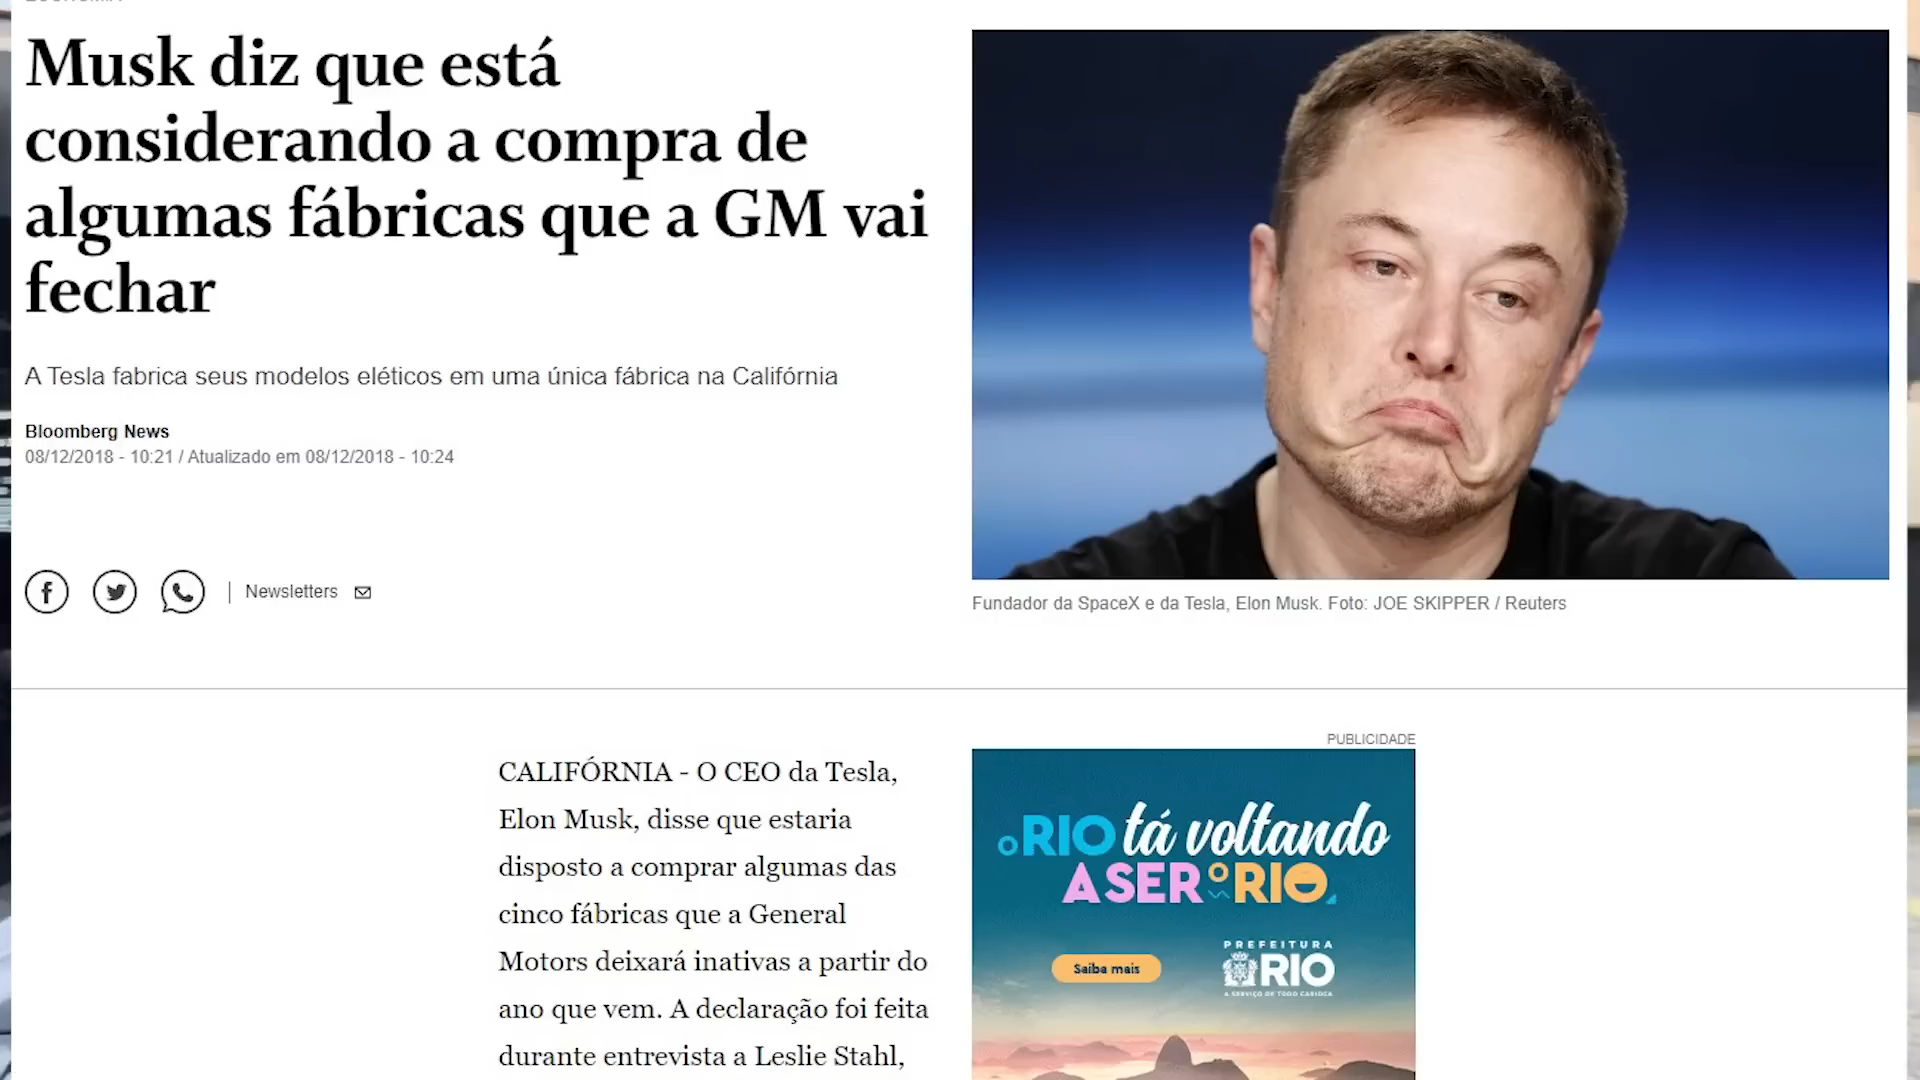 Musk diz que está
considerando a compra de
algumas fábricas que a GM vai
fechar
A Tesla fabrica seus modelos eléticos em uma única fábrica na Califórnia
Bloomberg News
08/12/2018 - 10:21 / Atualizado em 08/12/2018 - 10:24
Newsletters
Fundador da SpaceX e da Tesla, Elon Musk. Foto: JOE SKIPPER / Reuters
CALIFÓRNIA - O CEO da Tesla,
Elon Musk, disse que estaria
disposto a comprar algumas das
cinco fábricas que a General
Motors deixará inativas a partir do
ano que vem. A declaração foi feita
durante entrevista a Leslie Stahl,
PUBLICIDADE
O RIO tá voltando
A SER O RIO
Saiba mais
PREFEITURA
RIO
A SERVIÇO DE TODO CARIOCA